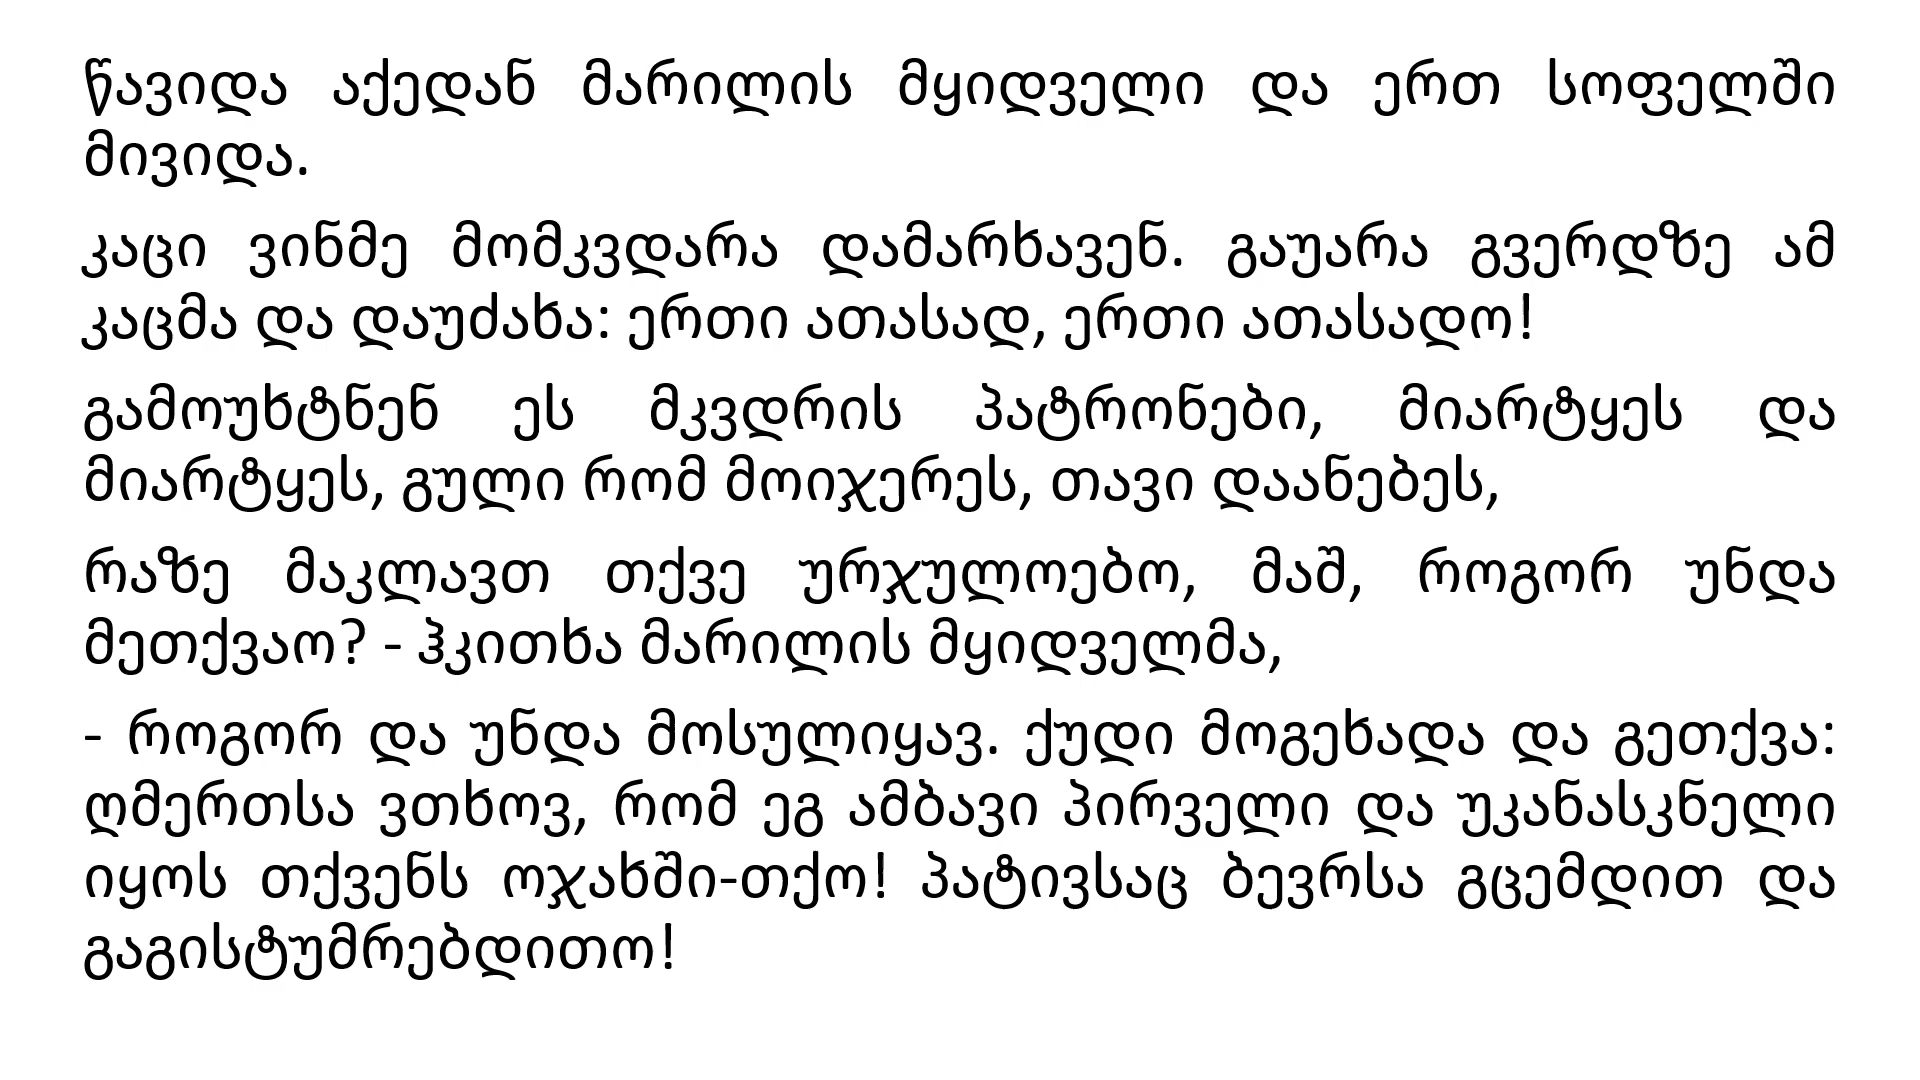 წავიდა აქედან მარილის მყიდველი და ერთ სოფელში
მივიდა.
კაცი ვინმე მომკვდარა დამარხავენ. გაუარა გვერდზე ამ
კაცმა და დაუძახა: ერთი ათასად, ერთი ათასადო!
გამოუხტნენ ეს მკვდრის პატრონები, მიარტყეს და
მიარტყეს, გული რომ მოიჯერეს, თავი დაანებეს,
რაზე მაკლავთ თქვე ურჯულოებო, მაშ, როგორ უნდა
მეთქვაო? - ჰკითხა მარილის მყიდველმა,
- როგორ და უნდა მოსულიყავ. ქუდი მოგეხადა და გეთქვა:
ღმერთსა ვთხოვ, რომ ეგ ამბავი პირველი და უკანასკნელი
იყოს თქვენს ოჯახში-თქო! პატივსაც ბევრსა გცემდით და
გაგისტუმრებდითო!